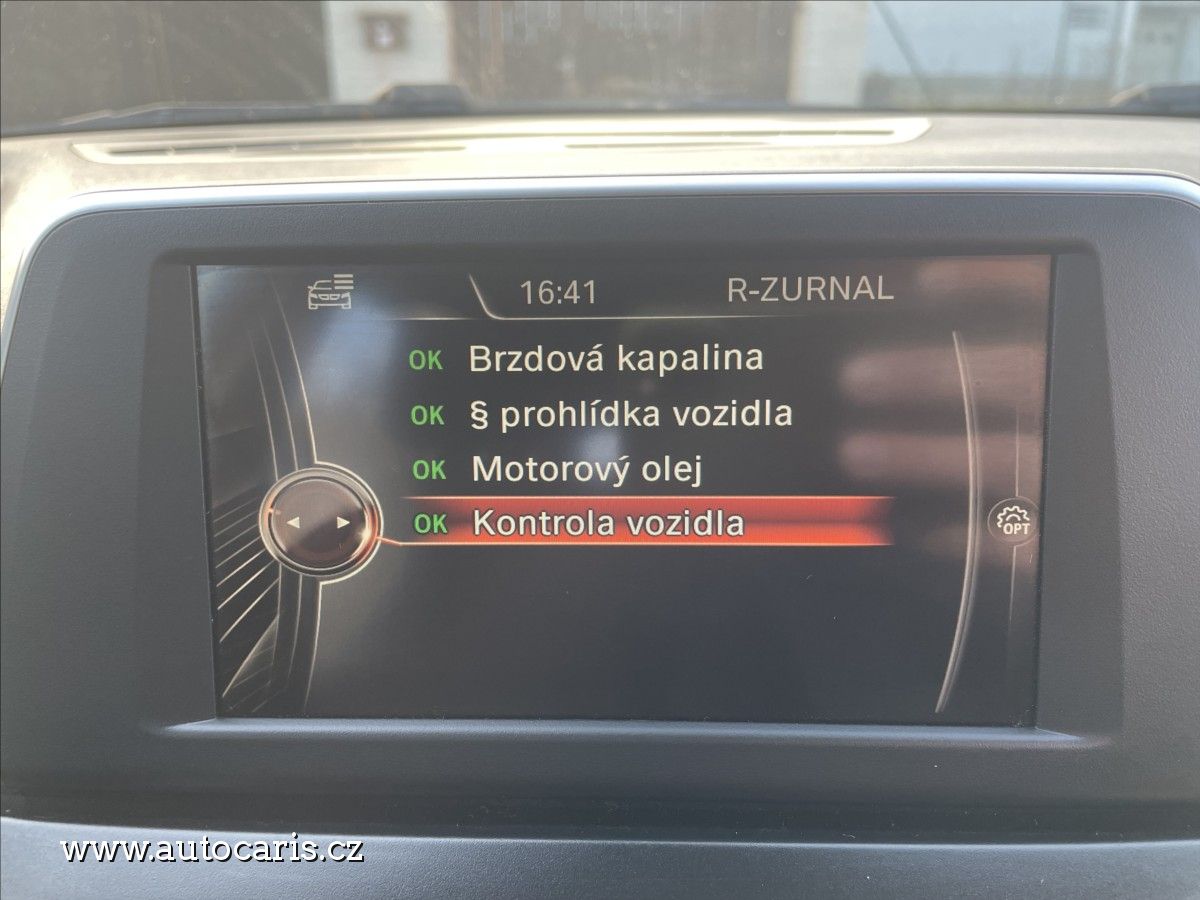 16:41 R-ZURNAL
OK Brzdová kapalina
OK § prohlídka vozidla
OK Motorový olej
OK Kontrola vozidla
OPT
www.autocaris.cz